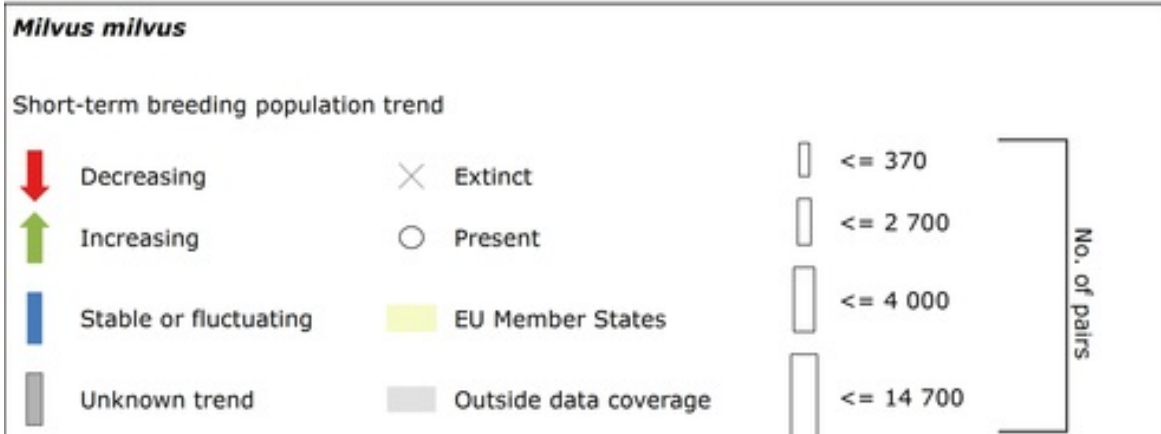 Milvus milvus
Short-term breeding population trend
Decreasing
Extinct
<= 370
Increasing
Present
<= 2 700
Stable or fluctuating
EU Member States
<= 4 000
Unknown trend
Outside data coverage
<= 14 700
No. of pairs